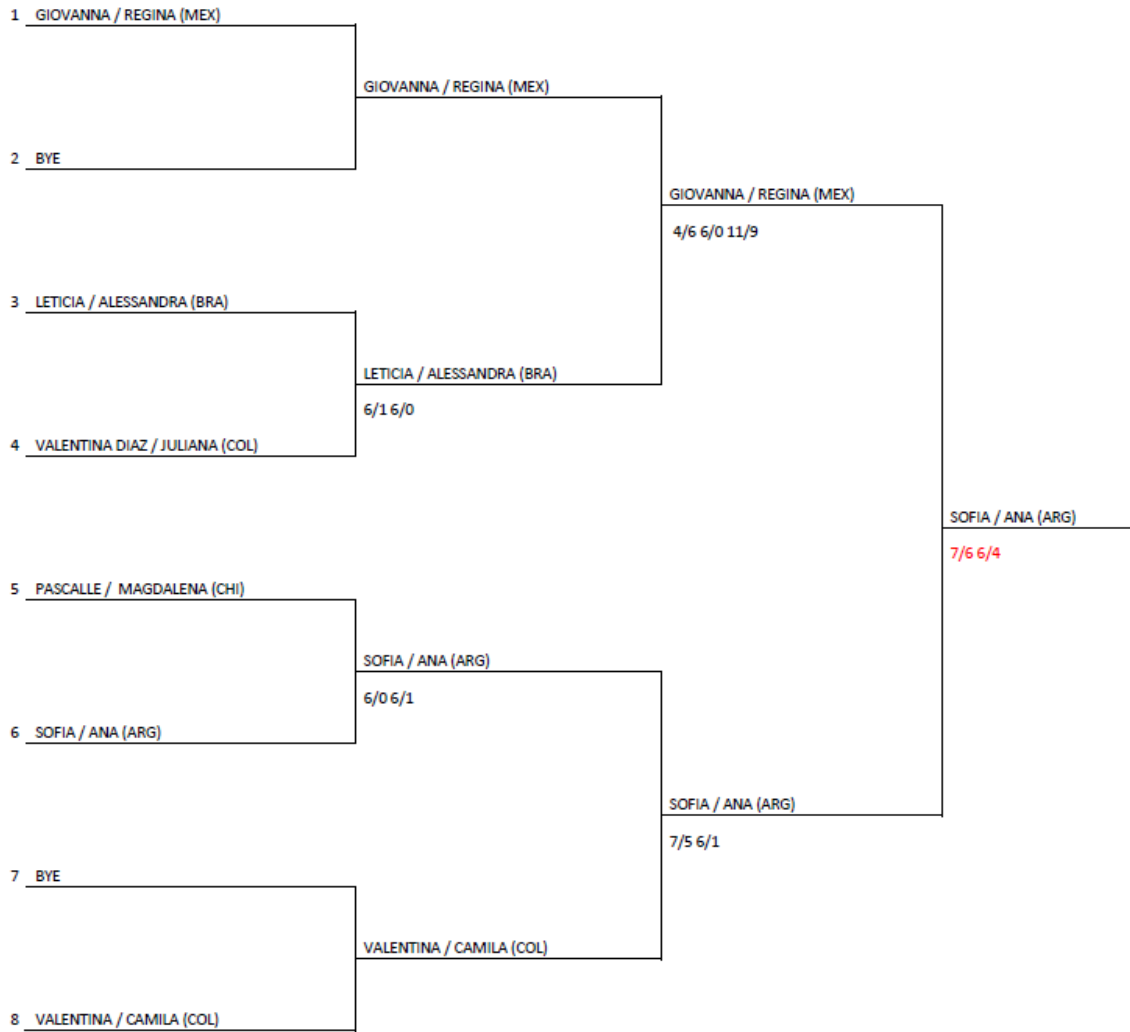 1 GIOVANNA / REGINA (MEX)
GIOVANNA / REGINA (MEX)
2 BYE
GIOVANNA / REGINA (MEX)
4/6 6/0 11/9
3 LETICIA / ALESSANDRA (BRA)
LETICIA / ALESSANDRA (BRA)
6/1 6/0
4 VALENTINA DIAZ / JULIANA (COL)
SOFIA / ANA (ARG)
7/6 6/4
5 PASCALLE / MAGDALENA (CHI)
SOFIA / ANA (ARG)
6/0 6/1
6 SOFIA / ANA (ARG)
SOFIA / ANA (ARG)
7/5 6/1
7 BYE
VALENTINA / CAMILA (COL)
8 VALENTINA / CAMILA (COL)